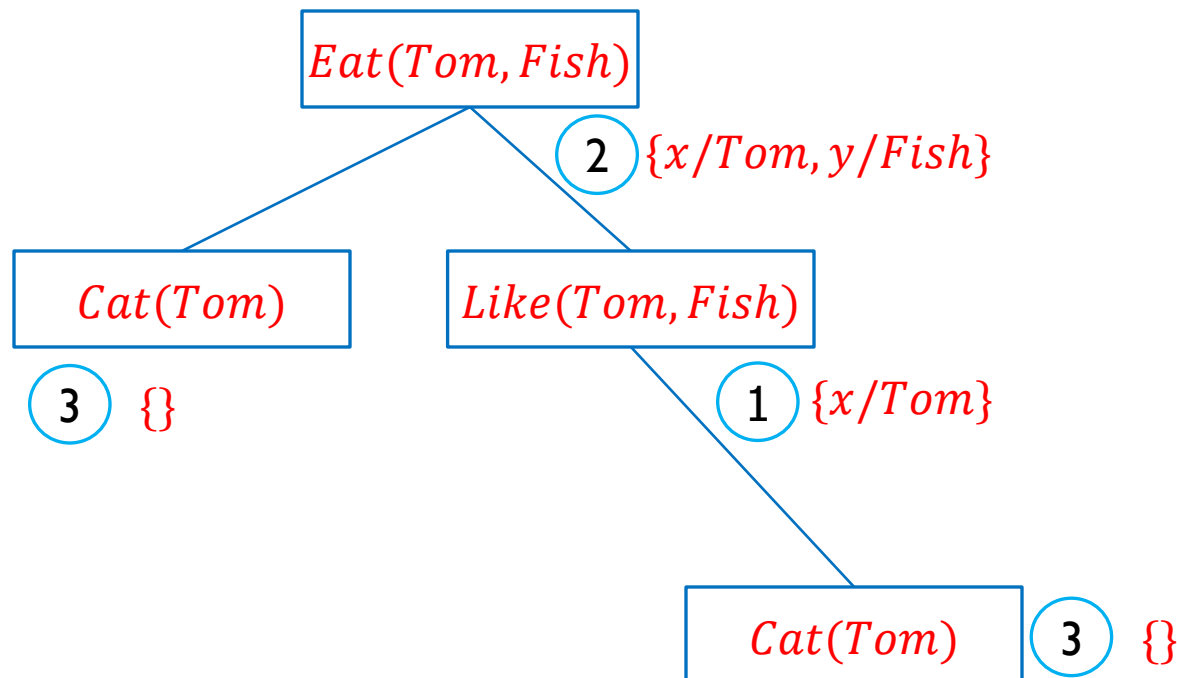 Eat(Tom, Fish)
2 {x/Tom, y/Fish}
Cat(Tom) Like(Tom, Fish)
3 {} 1 {x/Tom}
Cat(Tom) 3 {}